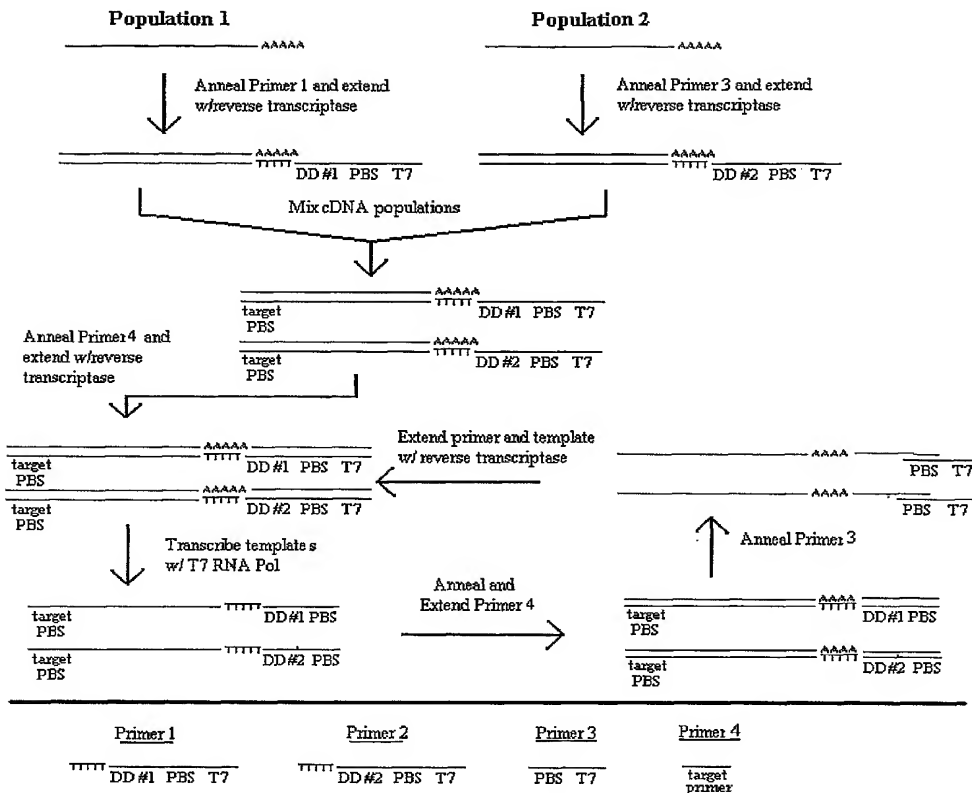 Population 1
Population 2
AAAAA
AAAAA
Anneal Primer 1 and extend
w/reverse transcriptase
Anneal Primer 3 and extend
w/reverse transcriptase
AAAAA
TTTTT
DD #1 PBS T7
AAAAA
TTTTT
DD #2 PBS T7
Mix cDNA populations
AAAAA
TTTTT
target
PBS
DD #1 PBS T7
AAAAA
TTTTT
target
PBS
DD #2 PBS T7
Anneal Primer 4 and
extend w/reverse
transcriptase
AAAAA
TTTTT
target
PBS
DD #1 PBS T7
AAAAA
TTTTT
target
PBS
DD #2 PBS T7
Extend primer and template
w/ reverse transcriptase
AAAA
PBS T7
AAAA
PBS T7
Transcribe templates
w/ T7 RNA Pol
Anneal Primer 3
target
PBS
TTTTT
DD #1 PBS
target
PBS
TTTTT
DD #2 PBS
Anneal and
Extend Primer 4
AAAA
TTTT
target
PBS
DD #1 PBS
AAAA
TTTT
target
PBS
DD #2 PBS
Primer 1
Primer 2
Primer 3
Primer 4
TTTTT
DD #1 PBS T7
TTTTT
DD #2 PBS T7
PBS T7
target
primer